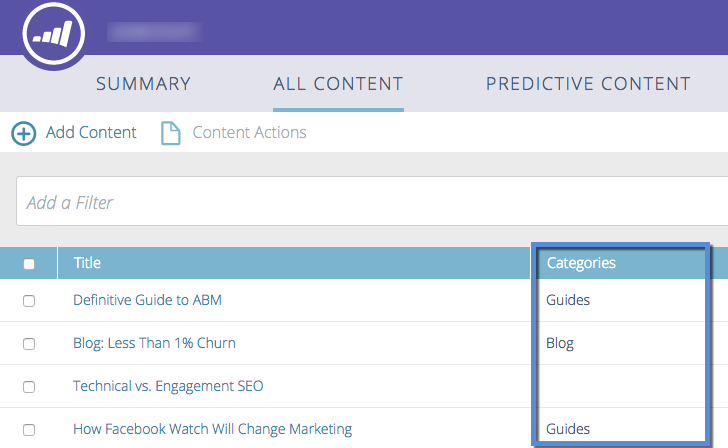 SUMMARY ALL CONTENT PREDICTIVE CONTENT
Add Content Content Actions
Add a Filter
Title Categories
Definitive Guide to ABM Guides
Blog: Less Than 1% Churn Blog
Technical vs. Engagement SEO
How Facebook Watch Will Change Marketing Guides